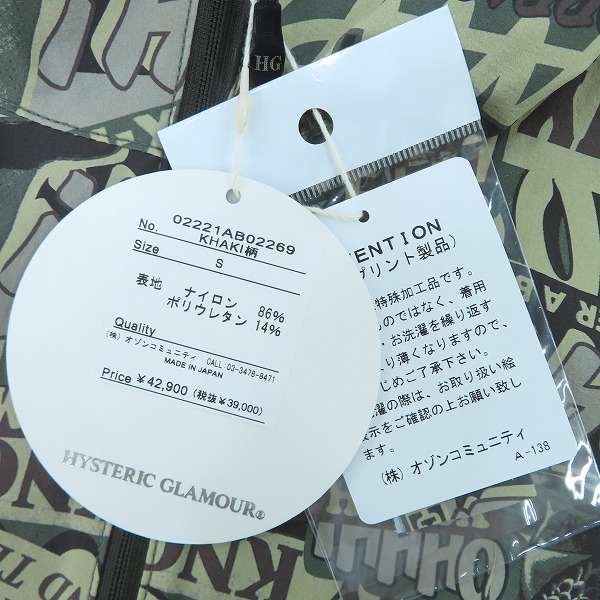 HG
No. 02221AB02269
KHAKI柄
Size S
表地 ナイロン 86%
ポリウレタン 14%
Quality
(株) オゾンコミュニティ CALL:03-3478-8471
MADE IN JAPAN
Price ¥42,900 (税抜¥39,000)
HYSTERIC GLAMOUR®
ENTION
プリント製品)
特殊加工品です。
のではなく、着用
、お洗濯を繰り返す
り薄くなりますので、
じめご了承下さい。
濯の際は、お取り扱い絵
表示をご確認の上お願い致し
ます。
(株) オゾンコミュニティ
A-138